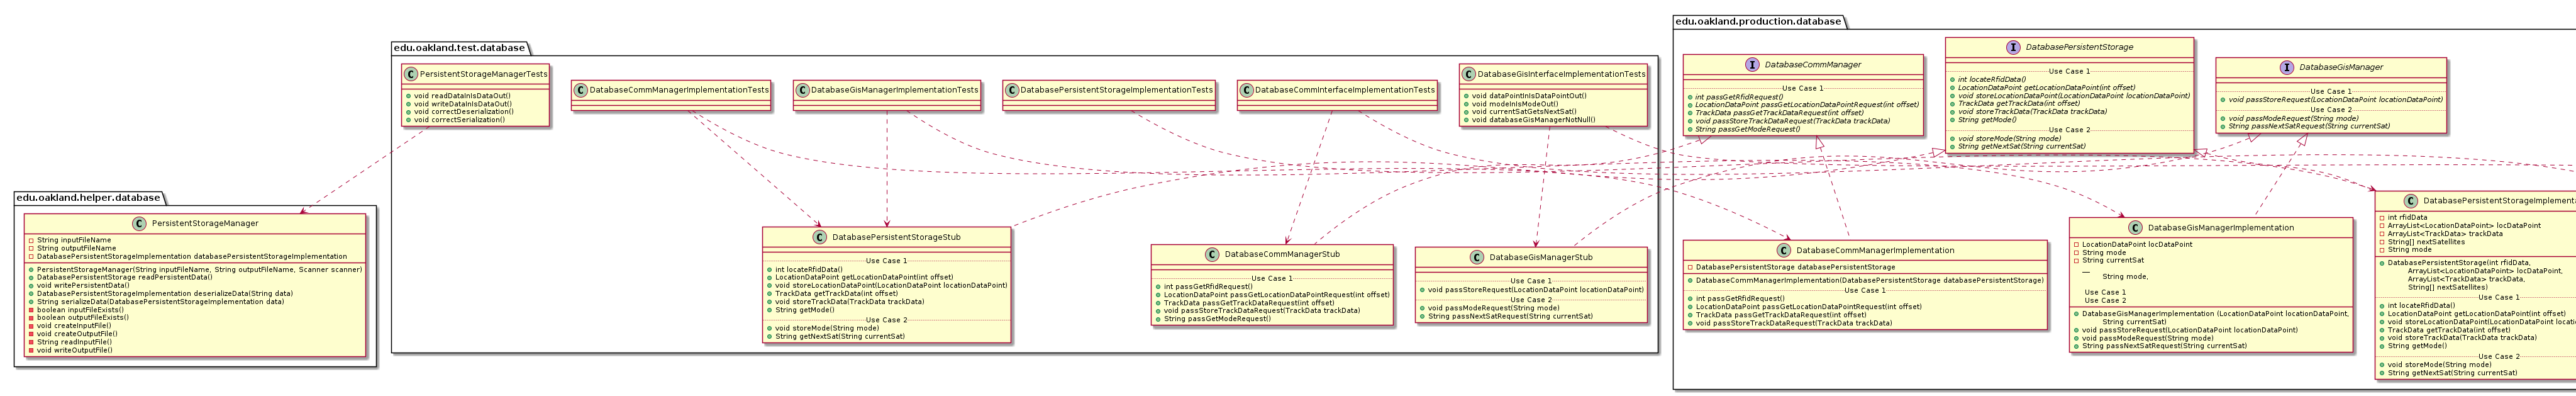 edu.oakland.helper.database
C PersistentStorageManager
String inputFileName
String outputFileName
DatabasePersistentStorageImplementation databasePersistentStorageImplementation
PersistentStorageManager(String inputFileName, String outputFileName, Scanner scanner)
DatabasePersistentStorage readPersistentData()
void writePersistentData()
DatabasePersistentStorageImplementation deserializeData(String data)
String serializeData(DatabasePersistentStorageImplementation data)
boolean inputFileExists()
boolean outputFileExists()
void createInputFile()
void createOutputFile()
String readInputFile()
void writeOutputFile()
edu.oakland.test.database
C PersistentStorageManagerTests
void readDataInIsDataOut()
void writeDataInIsDataOut()
void correctDeserialization()
void correctSerialization()
C DatabaseCommManagerImplementationTests
C DatabaseGisManagerImplementationTests
C DatabasePersistentStorageImplementationTests
C DatabaseCommInterfaceImplementationTests
C DatabaseGisInterfaceImplementationTests
void dataPointInIsDataPointOut()
void modeInIsModeOut()
void currentSatGetsNextSat()
void databaseGisManagerNotNull()
C DatabasePersistentStorageStub
Use Case 1
int locateRfidData()
LocationDataPoint getLocationDataPoint(int offset)
void storeLocationDataPoint(LocationDataPoint locationDataPoint)
TrackData getTrackData(int offset)
void storeTrackData(TrackData trackData)
String getMode()
Use Case 2
void storeMode(String mode)
String getNextSat(String currentSat)
C DatabaseCommManagerStub
Use Case 1
int passGetRfidRequest()
LocationDataPoint passGetLocationDataPointRequest(int offset)
TrackData passGetTrackDataRequest(int offset)
void passStoreTrackDataRequest(TrackData trackData)
String passGetModeRequest()
C DatabaseGisManagerStub
Use Case 1
void passStoreRequest(LocationDataPoint locationDataPoint)
Use Case 2
void passModeRequest(String mode)
String passNextSatRequest(String currentSat)
edu.oakland.production.database
I DatabaseCommManager
Use Case 1
int passGetRfidRequest()
LocationDataPoint passGetLocationDataPointRequest(int offset)
TrackData passGetTrackDataRequest(int offset)
void passStoreTrackDataRequest(TrackData trackData)
String passGetModeRequest()
I DatabasePersistentStorage
Use Case 1
int locateRfidData()
LocationDataPoint getLocationDataPoint(int offset)
void storeLocationDataPoint(LocationDataPoint locationDataPoint)
TrackData getTrackData(int offset)
void storeTrackData(TrackData trackData)
String getMode()
Use Case 2
void storeMode(String mode)
String getNextSat(String currentSat)
I DatabaseGisManager
Use Case 1
void passStoreRequest(LocationDataPoint locationDataPoint)
Use Case 2
void passModeRequest(String mode)
String passNextSatRequest(String currentSat)
C DatabaseCommManagerImplementation
DatabasePersistentStorage databasePersistentStorage
DatabaseCommManagerImplementation(DatabasePersistentStorage databasePersistentStorage)
Use Case 1
int passGetRfidRequest()
LocationDataPoint passGetLocationDataPointRequest(int offset)
TrackData passGetTrackDataRequest(int offset)
void passStoreTrackDataRequest(TrackData trackData)
C DatabaseGisManagerImplementation
LocationDataPoint locDataPoint
String mode
String currentSat
__
String mode,
Use Case 1
Use Case 2
DatabaseGisManagerImplementation (LocationDataPoint locationDataPoint,
String currentSat)
void passStoreRequest(LocationDataPoint locationDataPoint)
void passModeRequest(String mode)
String passNextSatRequest(String currentSat)
C DatabasePersistentStorageImplementa
int rfidData
ArrayList<LocationDataPoint> locDataPoint
ArrayList<TrackData> trackData
String[] nextSatellites
String mode
DatabasePersistentStorage(int rfidData,
ArrayList<LocationDataPoint> locDataPoint,
ArrayList<TrackData> trackData,
String[] nextSatellites)
Use Case 1
int locateRfidData()
LocationDataPoint getLocationDataPoint(int offset)
void storeLocationDataPoint(LocationDataPoint locatio
TrackData getTrackData(int offset)
void storeTrackData(TrackData trackData)
String getMode()
Use Case 2
void storeMode(String mode)
String getNextSat(String currentSat)